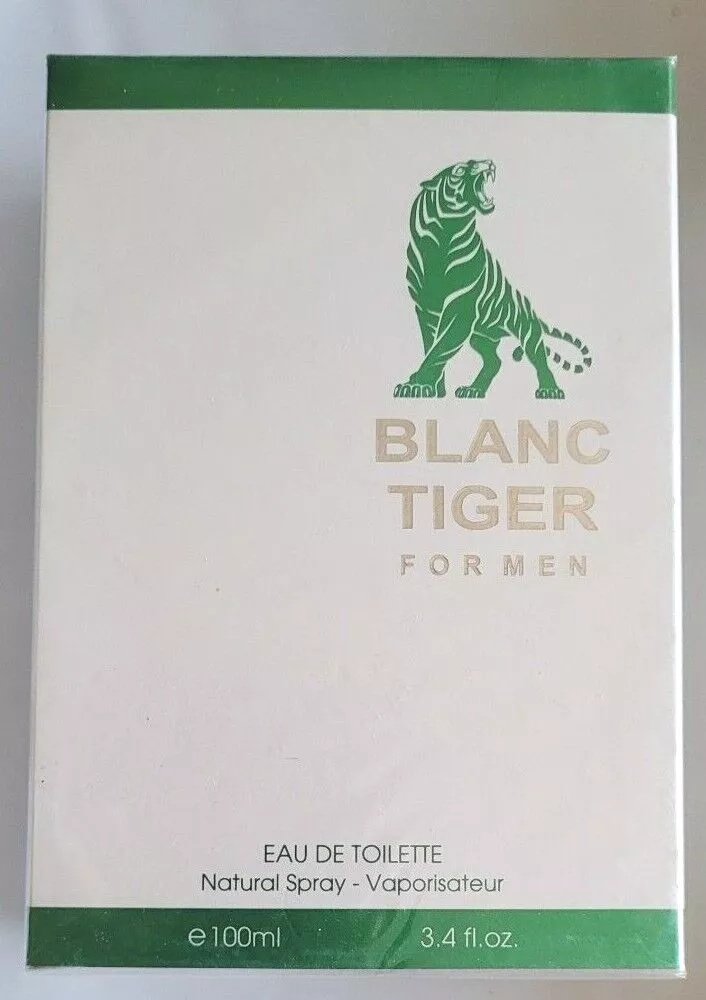 BLANC
TIGER
FOR MEN
EAU DE TOILETTE
Natural Spray - Vaporisateur
e100ml 3.4 fl.oz.